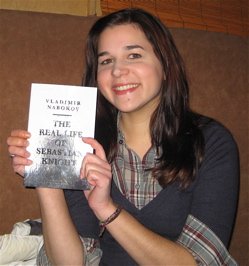 VLADIMIR
NABOKOV
THE
REAL LIFE
OF
SEBASTIAN
KNIGHT